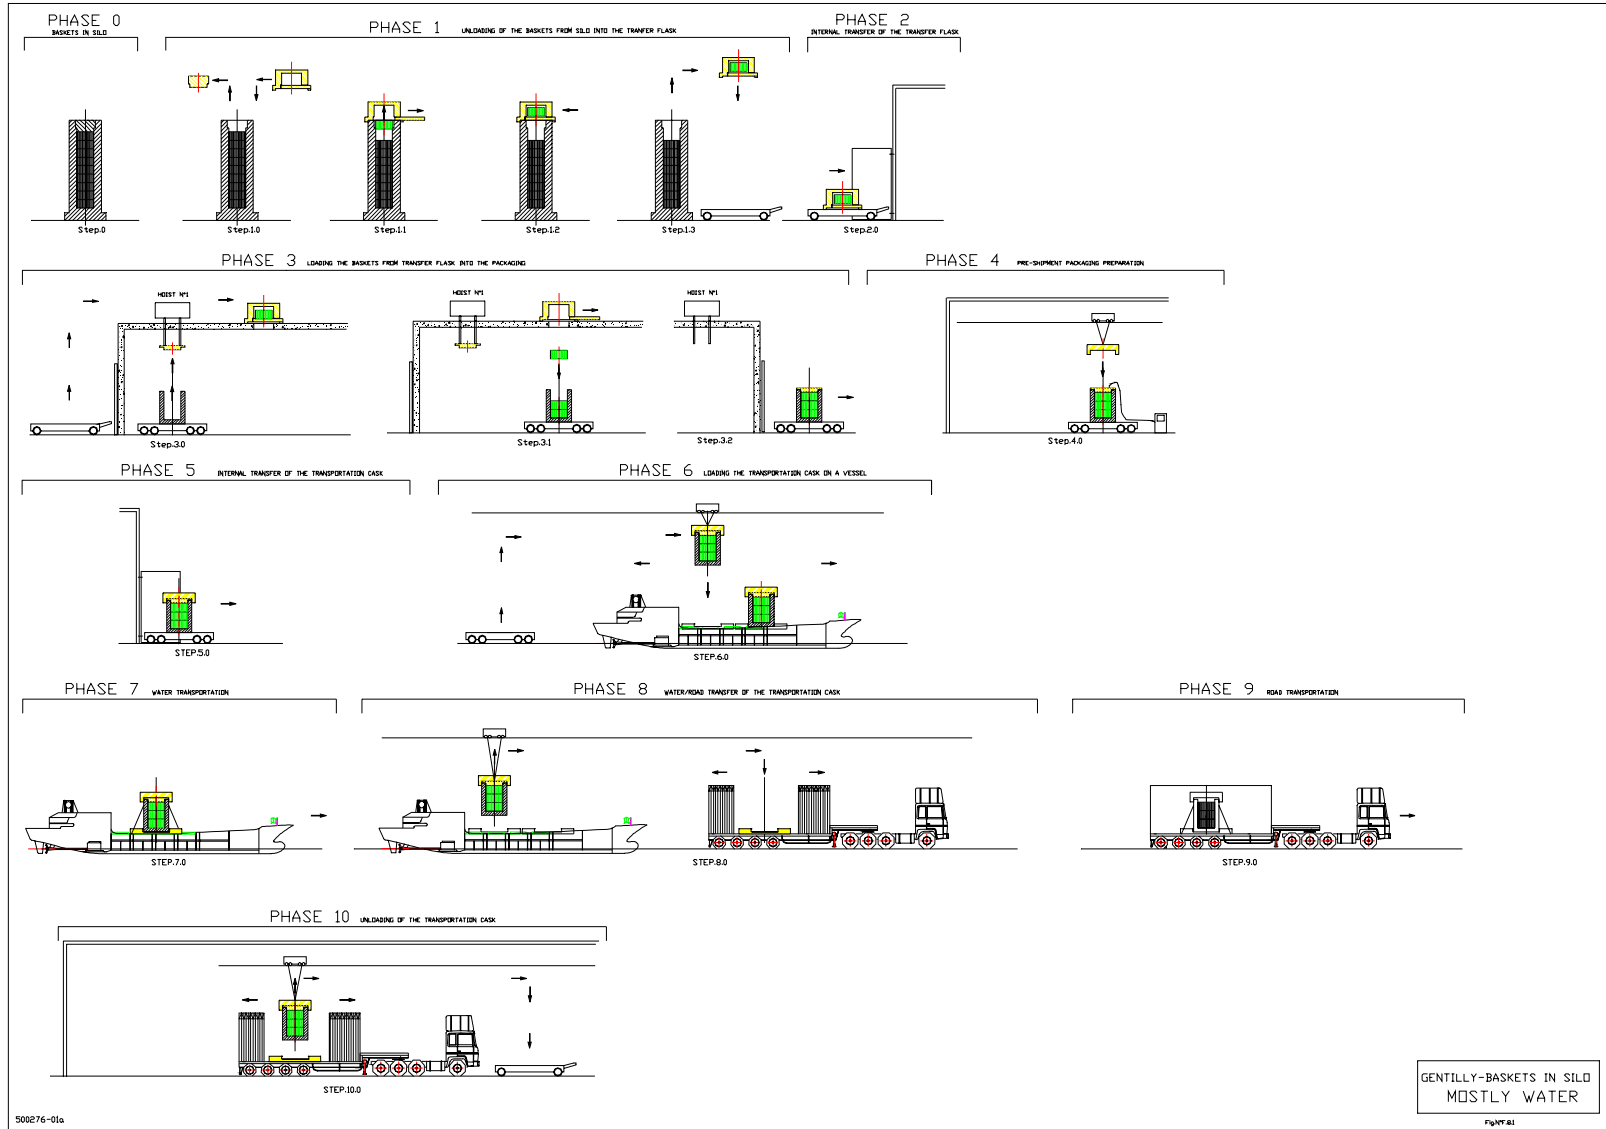 PHASE 0
BASKETS IN SILO
PHASE 1 UNLOADING OF THE BASKETS FROM SILO INTO THE TRANFER FLASK
PHASE 2
INTERNAL TRANSFER OF THE TRANSFER FLASK
Step.0
Step.1.0
Step.1.1
Step.1.2
Step.1.3
Step.2.0
PHASE 3 LOADING THE BASKETS FROM TRANSFER FLASK INTO THE PACKAGING
PHASE 4 PRE-SHIPMENT PACKAGING PREPARATION
HOIST N°1
HOIST N°1
HOIST N°1
Step.3.0
Step.3.1
Step.3.2
Step.4.0
PHASE 5 INTERNAL TRANSFER OF THE TRANSPORTATION CASK
PHASE 6 LOADING THE TRANSPORTATION CASK ON A VESSEL
STEP.5.0
STEP.6.0
PHASE 7 WATER TRANSPORTATION
PHASE 8 WATER/ROAD TRANSFER OF THE TRANSPORTATION CASK
PHASE 9 ROAD TRANSPORTATION
STEP.7.0
STEP.8.0
STEP.9.0
PHASE 10 UNLOADING OF THE TRANSPORTATION CASK
STEP.10.0
GENTILLY-BASKETS IN SILO
MOSTLY WATER
500276-01a
Fig.N°F.8.1